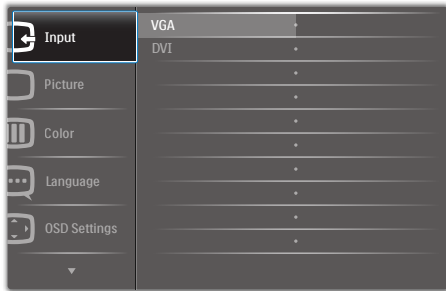 Input
VGA
DVI
Picture
Color
Language
OSD Settings